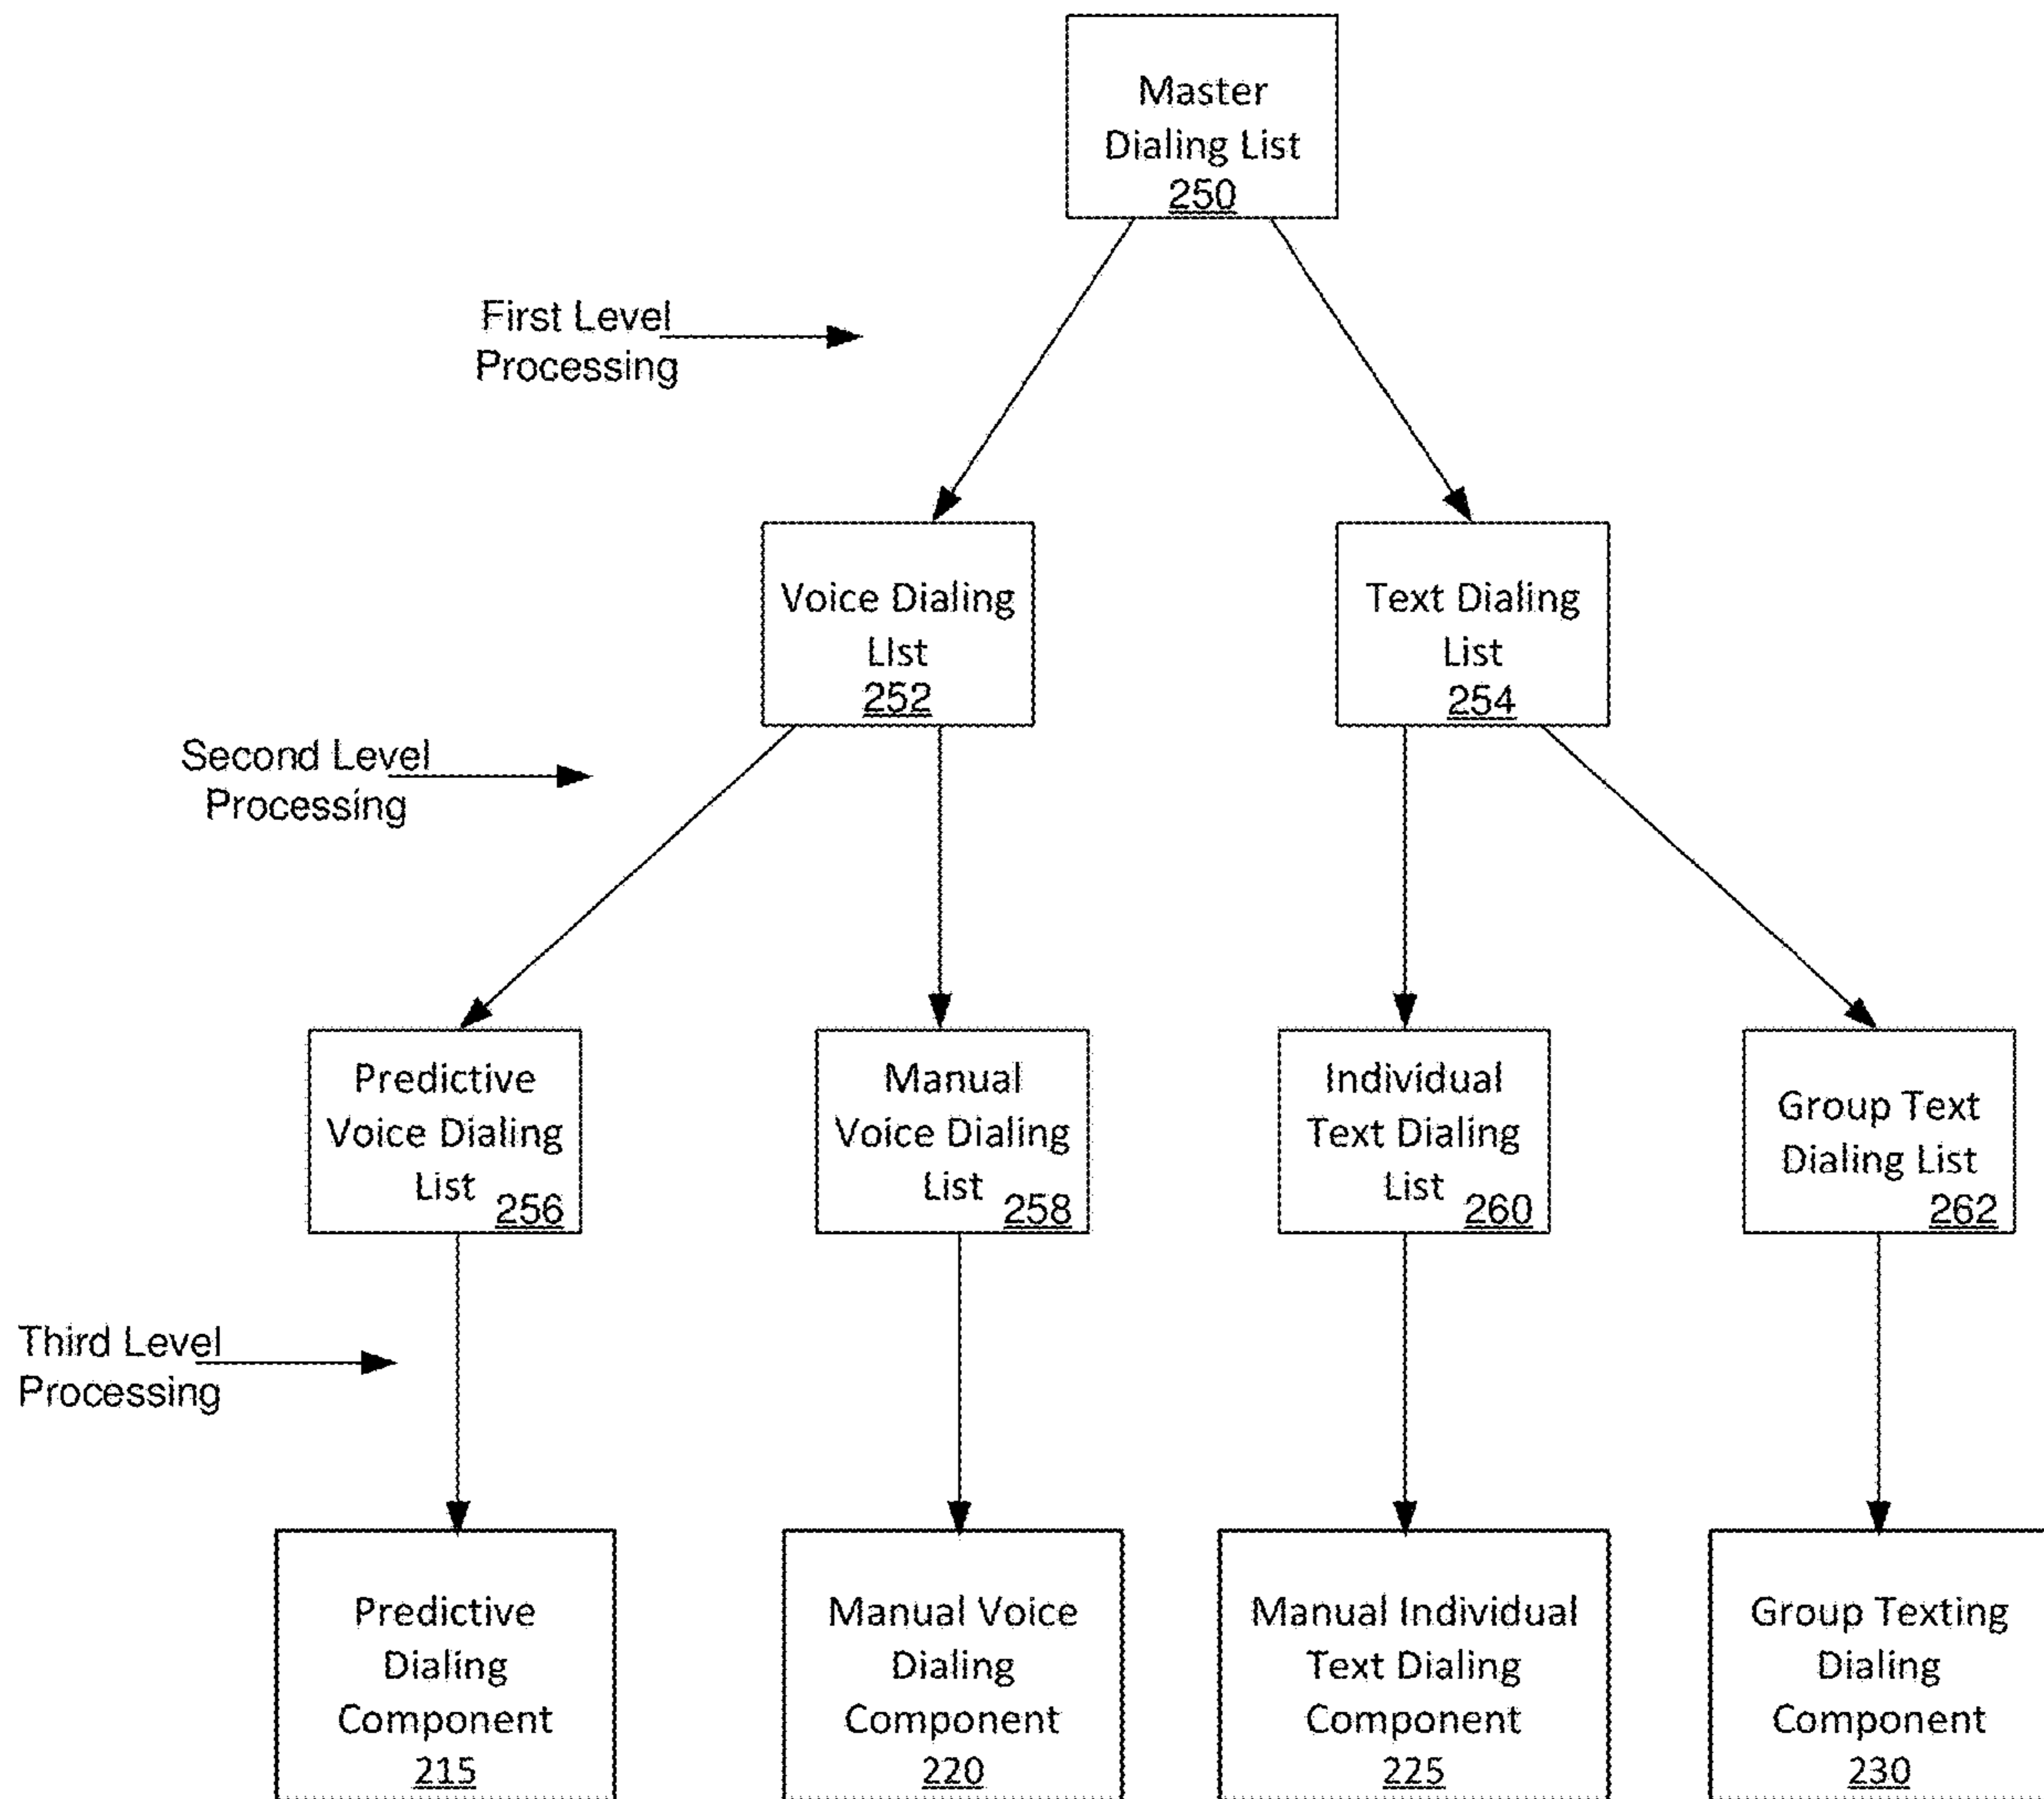 Master
Dialing List
250
First Level
Processing
Voice Dialing
LIst
252
Text Dialing
List
254
Second Level
Processing
Predictive
Voice Dialing
List
256
Manual
Voice Dialing
List
258
Individual
Text Dialing
List
260
Group Text
Dialing List
262
Third Level
Processing
Predictive
Dialing
Component
215
Manual Voice
Dialing
Component
220
Manual Individual
Text Dialing
Component
225
Group Texting
Dialing
Component
230